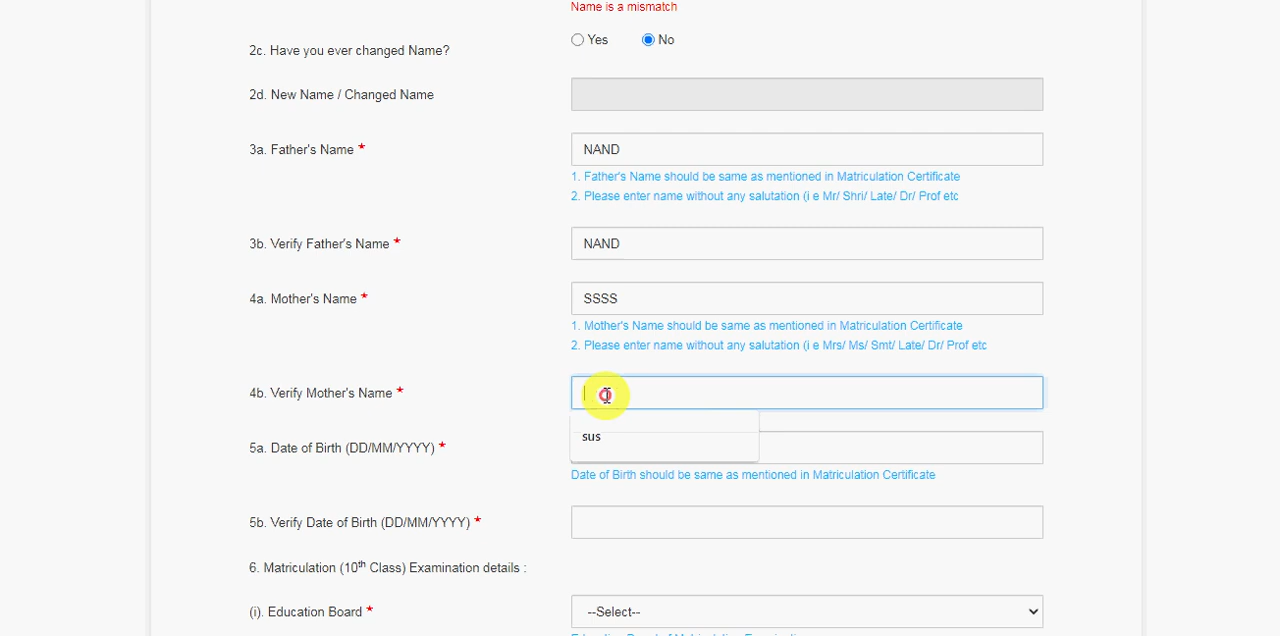 Name is a mismatch
2c. Have you ever changed Name?
Yes
No
2d. New Name / Changed Name
3a. Father's Name *
NAND
1. Father's Name should be same as mentioned in Matriculation Certificate
2. Please enter name without any salutation (i e Mr/ Shri/ Late/ Dr/ Prof etc
3b. Verify Father's Name *
NAND
4a. Mother's Name *
SSSS
1. Mother's Name should be same as mentioned in Matriculation Certificate
2. Please enter name without any salutation (i e Mrs/ Ms/ Smt/ Late/ Dr/ Prof etc
4b. Verify Mother's Name *
sus
5a. Date of Birth (DD/MM/YYYY) *
Date of Birth should be same as mentioned in Matriculation Certificate
5b. Verify Date of Birth (DD/MM/YYYY) *
6. Matriculation (10th Class) Examination details :
(i). Education Board *
--Select--